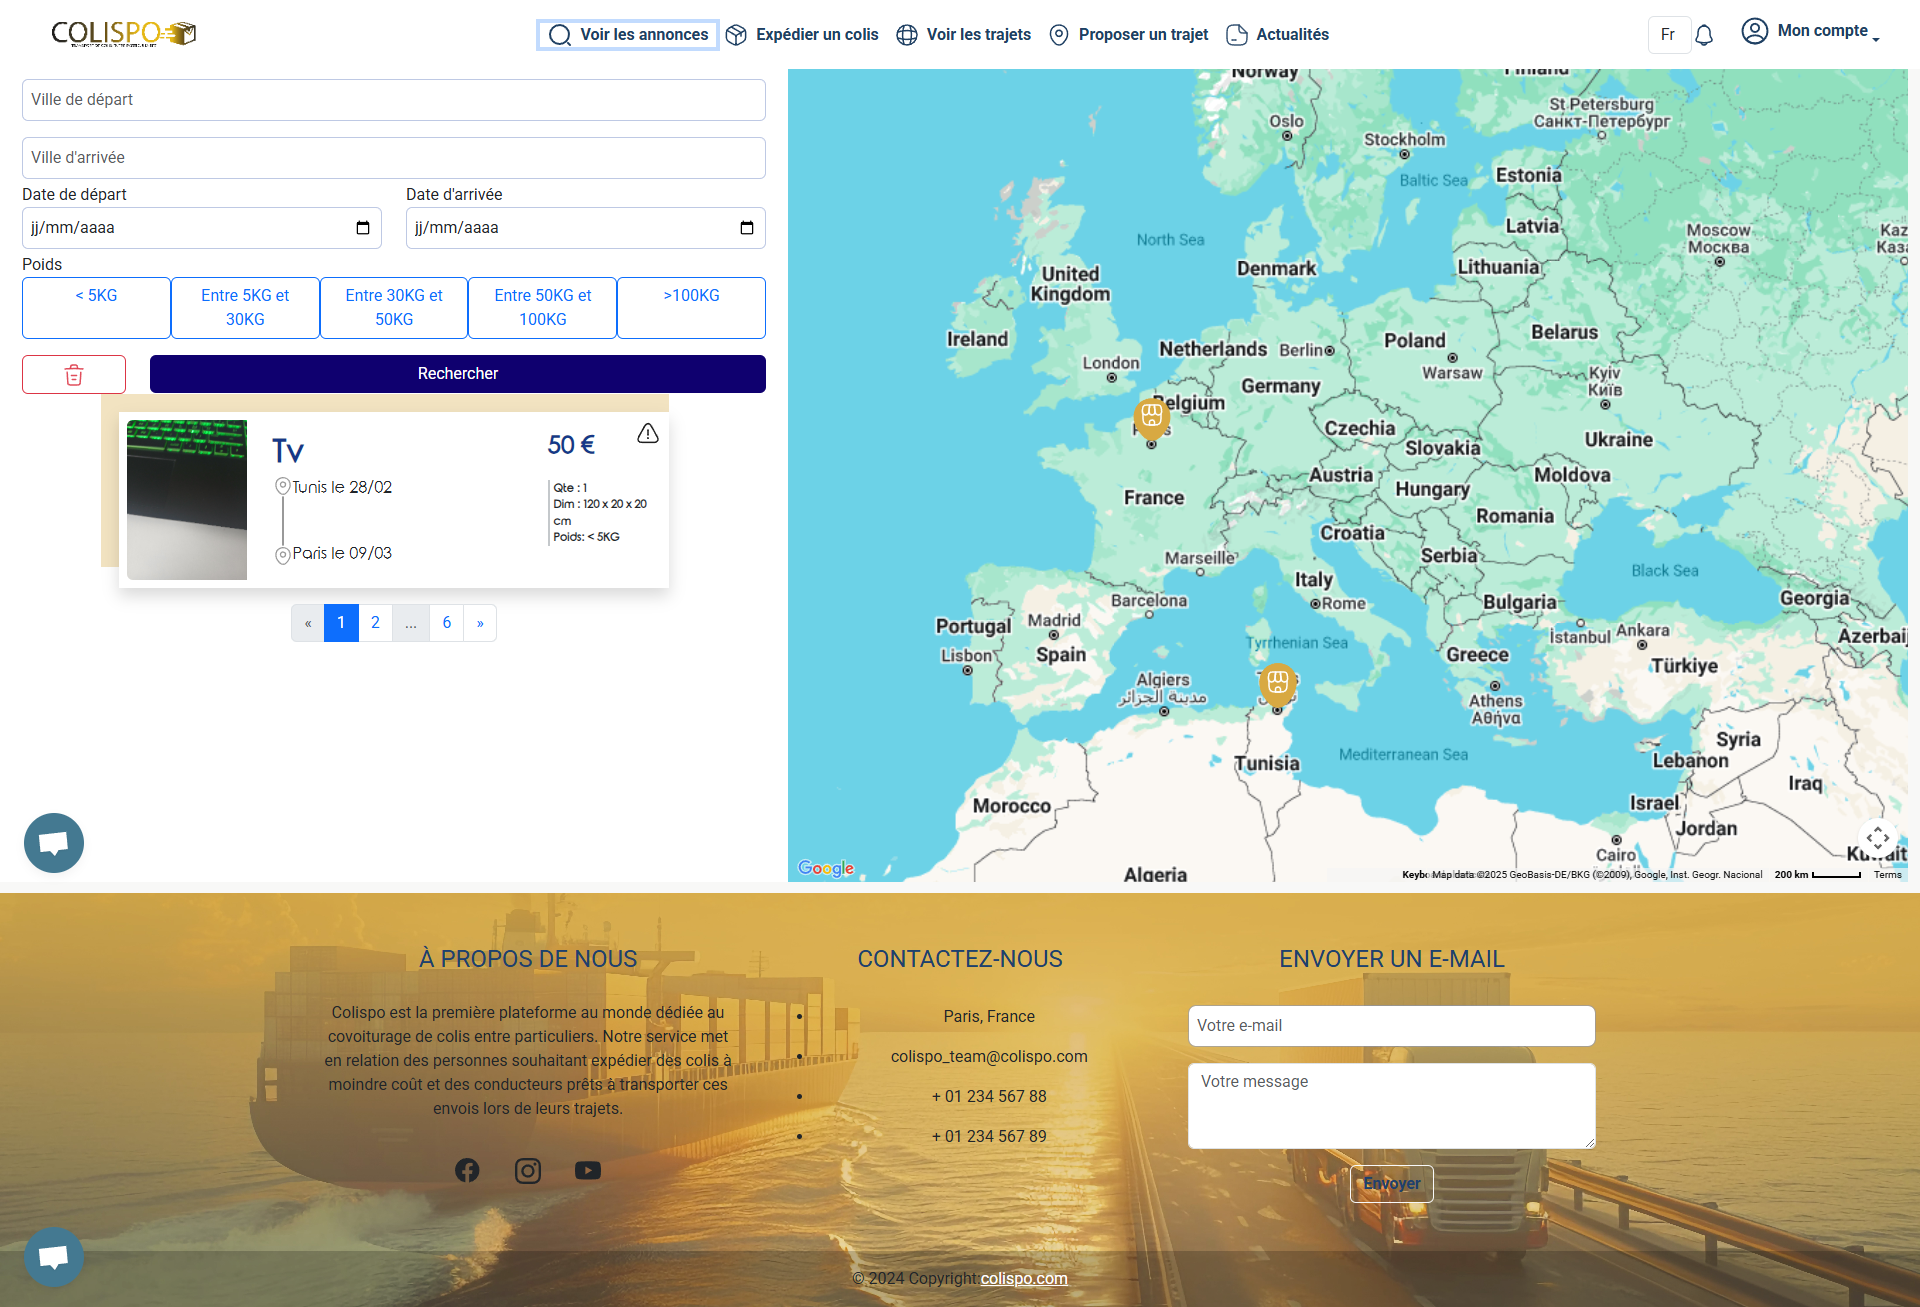 COLISPO
Voir les annonces
Expédier un colis
Voir les trajets
Proposer un trajet
Actualités
Fr
Mon compte
Ville de départ
Ville d'arrivée
Date de départ
Date d'arrivée
jj/mm/aaaa
jj/mm/aaaa
Poids
< 5KG
Entre 5KG et
30KG
Entre 30KG et
50KG
Entre 50KG et
100KG
>100KG
Rechercher
Tv
50 €
Tunis le 28/02
Paris le 09/03
Qte : 1
Dim : 120 x 20 x 20
cm
Poids: < 5KG
« 1 2 ... 6 »
Norway
Finland
St Petersburg
Санкт-Петербург
Oslo
Stockholm
Baltic Sea
Estonia
Latvia
Moscow
Москва
North Sea
Denmark
Lithuania
United
Kingdom
Ireland
Belarus
London
Netherlands
Berlin
Poland
Warsaw
Germany
Kyiv
Київ
Belgium
Czechia
Slovakia
Ukraine
France
Austria
Hungary
Moldova
Romania
Croatia
Serbia
Marseille
Italy
Black Sea
Barcelona
Rome
Bulgaria
Georgia
Portugal
Madrid
Lisbon
Spain
Tyrrhenian Sea
İstanbul
Ankara
Greece
Türkiye
Algiers
مدينة الجزائر
Athens
Αθήνα
Tunisia
Mediterranean Sea
Syria
Lebanon
Iraq
Morocco
Israel
Jordan
Cairo
Kuwait
Algeria
Google
Map data ©2025 GeoBasis-DE/BKG (©2009), Google, Inst. Geogr. Nacional
200 km
Terms
À PROPOS DE NOUS
Colispo est la première plateforme au monde dédiée au
covoiturage de colis entre particuliers. Notre service met
en relation des personnes souhaitant expédier des colis à
moindre coût et des conducteurs prêts à transporter ces
envois lors de leurs trajets.
CONTACTEZ-NOUS
Paris, France
colispo_team@colispo.com
+ 01 234 567 88
+ 01 234 567 89
ENVOYER UN E-MAIL
Votre e-mail
Votre message
Envoyer
© 2024 Copyright:colispo.com